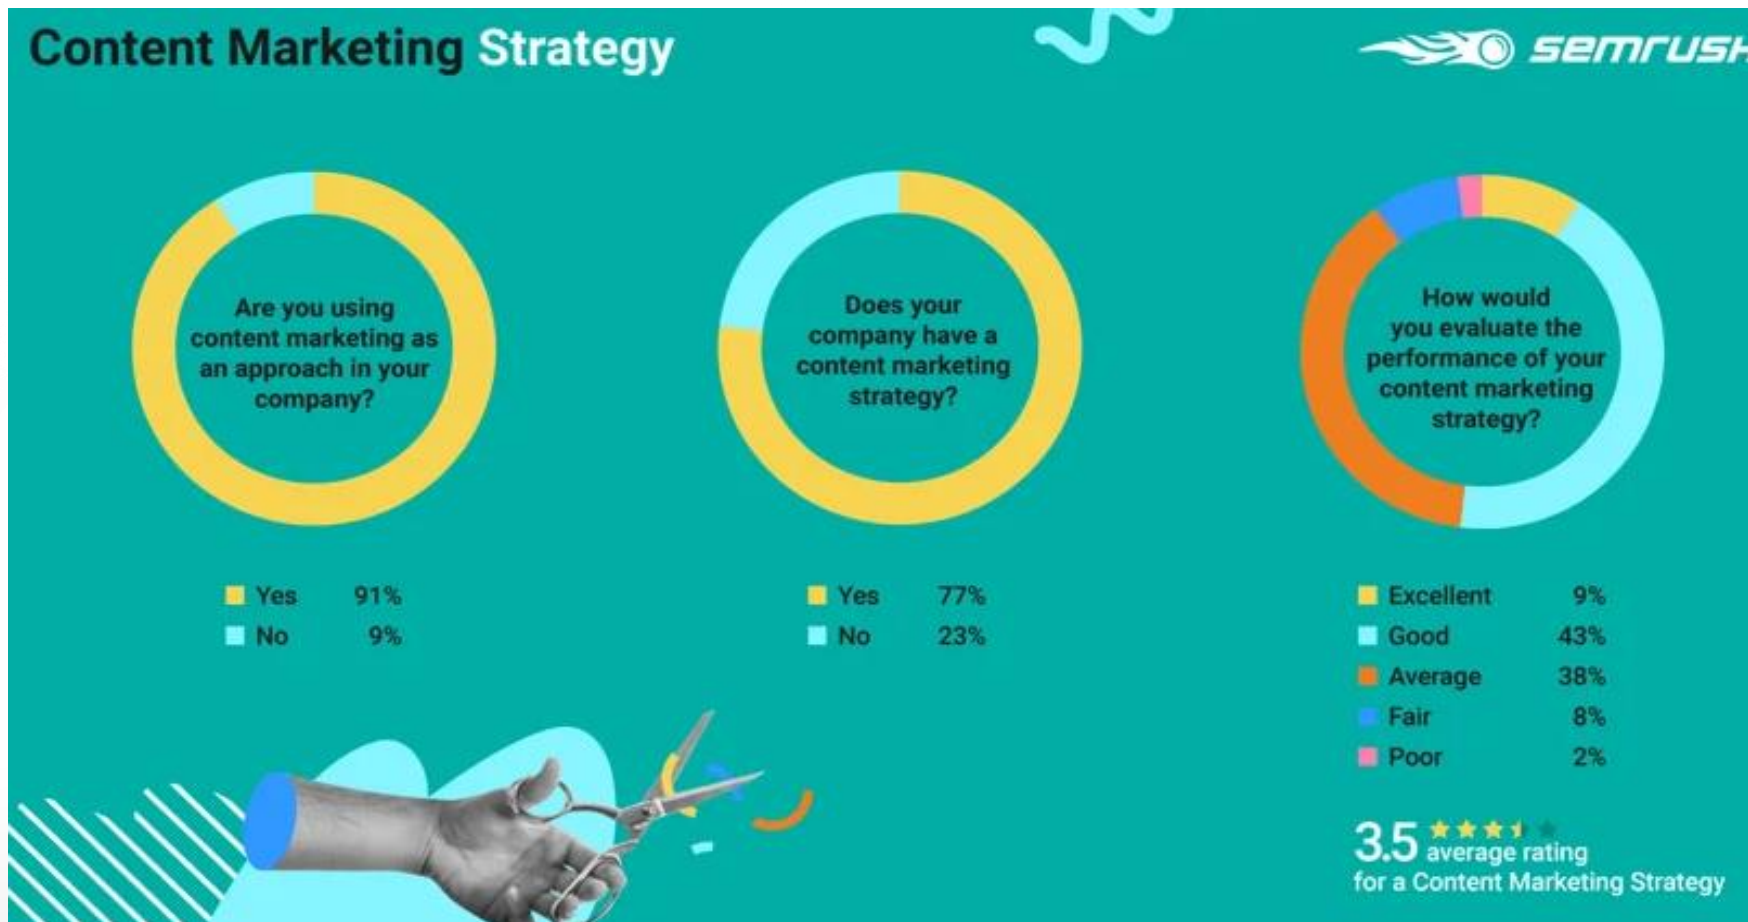 Content Marketing Strategy
semrush
Are you using
content marketing as
an approach in your
company?
Yes 91%
No 9%
Does your
company have a
content marketing
strategy?
Yes 77%
No 23%
How would
you evaluate the
performance of your
content marketing
strategy?
Excellent 9%
Good 43%
Average 38%
Fair 8%
Poor 2%
3.5
average rating
for a Content Marketing Strategy